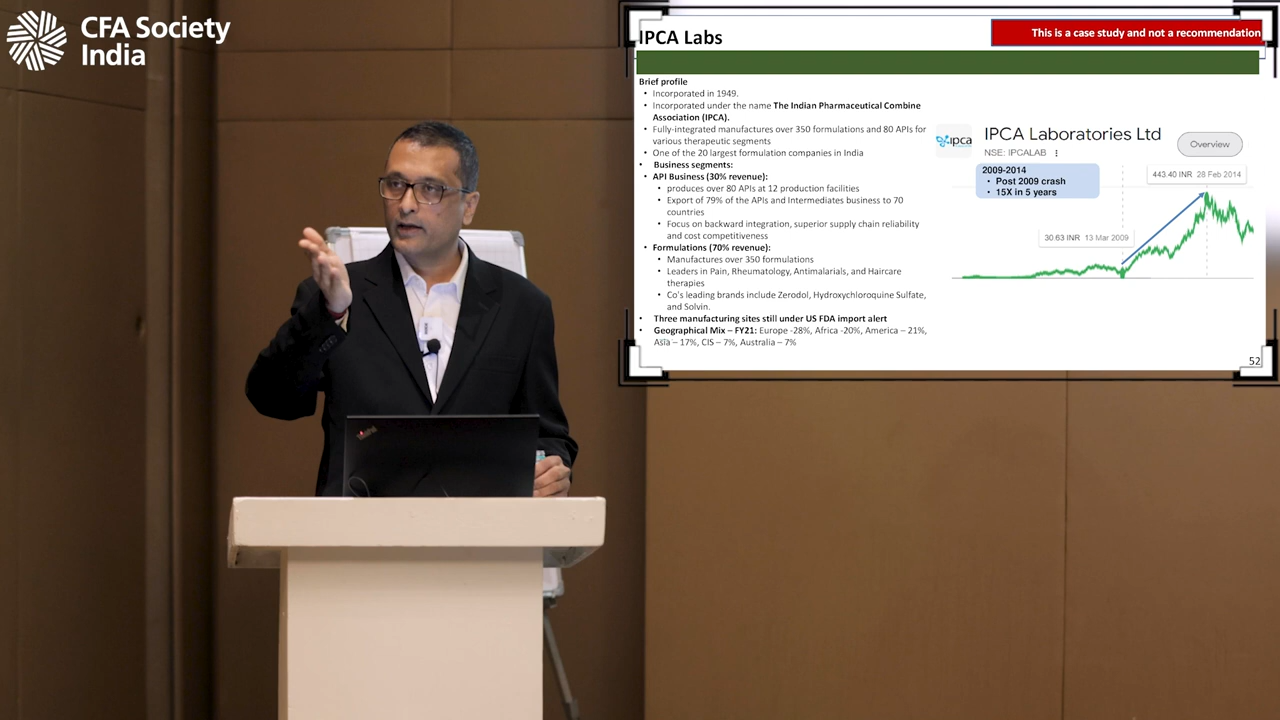 CFA Society
India
IPCA Labs
This is a case study and not a recommendation
Brief profile
• Incorporated in 1949.
• Incorporated under the name The Indian Pharmaceutical Combine
Association (IPCA).
• Fully-integrated manufactures over 350 formulations and 80 APIs for
various therapeutic segments
• One of the 20 largest formulation companies in India
• Business segments:
• API Business (30% revenue):
• produces over 80 APIs at 12 production facilities
• Export of 79% of the APIs and Intermediates business to 70
countries
• Focus on backward integration, superior supply chain reliability
and cost competitiveness
• Formulations (70% revenue):
• Manufactures over 350 formulations
• Leaders in Pain, Rheumatology, Antimalarials, and Haircare
therapies
• Co's leading brands include Zerodol, Hydroxychloroquine Sulfate,
and Solvin.
• Three manufacturing sites still under US FDA import alert
• Geographical Mix – FY21: Europe -28%, Africa -20%, America – 21%,
Asia – 17%, CIS – 7%, Australia – 7%
ipca
IPCA Laboratories Ltd
NSE: IPCALAB
Overview
2009-2014
• Post 2009 crash
• 15X in 5 years
443.40 INR 28 Feb 2014
30.63 INR 13 Mar 2009
52